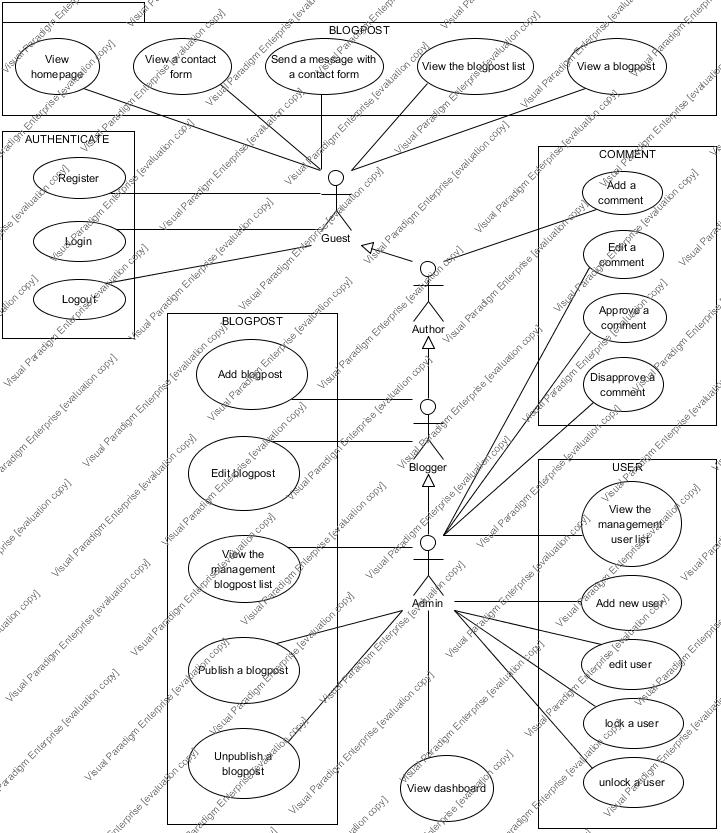 BLOGPOST
View
homepage
View a contact
form
Send a message with
a contact form
View the blogpost list
View a blogpost
AUTHENTICATE
Register
Login
Logout
Guest
COMMENT
Add a
comment
Edit a
comment
Approve a
comment
Disapprove a
comment
Author
BLOGPOST
Add blogpost
Edit blogpost
View the
management
blogpost list
Publish a blogpost
Unpublish a
blogpost
Blogger
Admin
USER
View the
management
user list
Add new user
edit user
lock a user
unlock a user
View dashboard
Visual Paradigm Enterprise [evaluation copy]